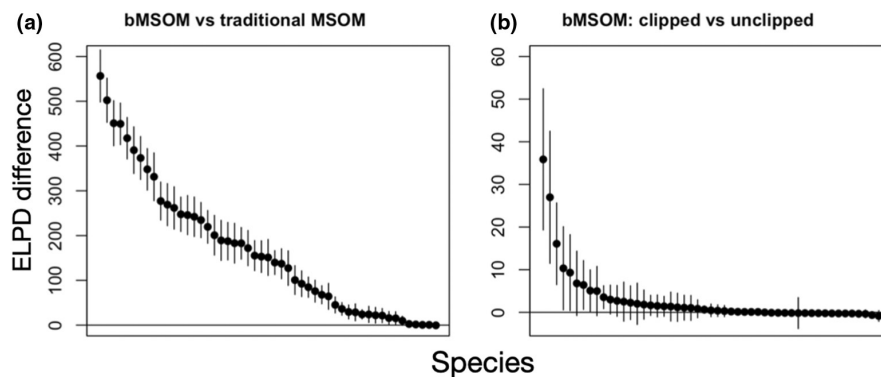 (a)
bMSOM vs traditional MSOM
(b)
bMSOM: clipped vs unclipped
ELPD difference
600
500
400
300
200
100
0
60
50
40
30
20
10
0
Species